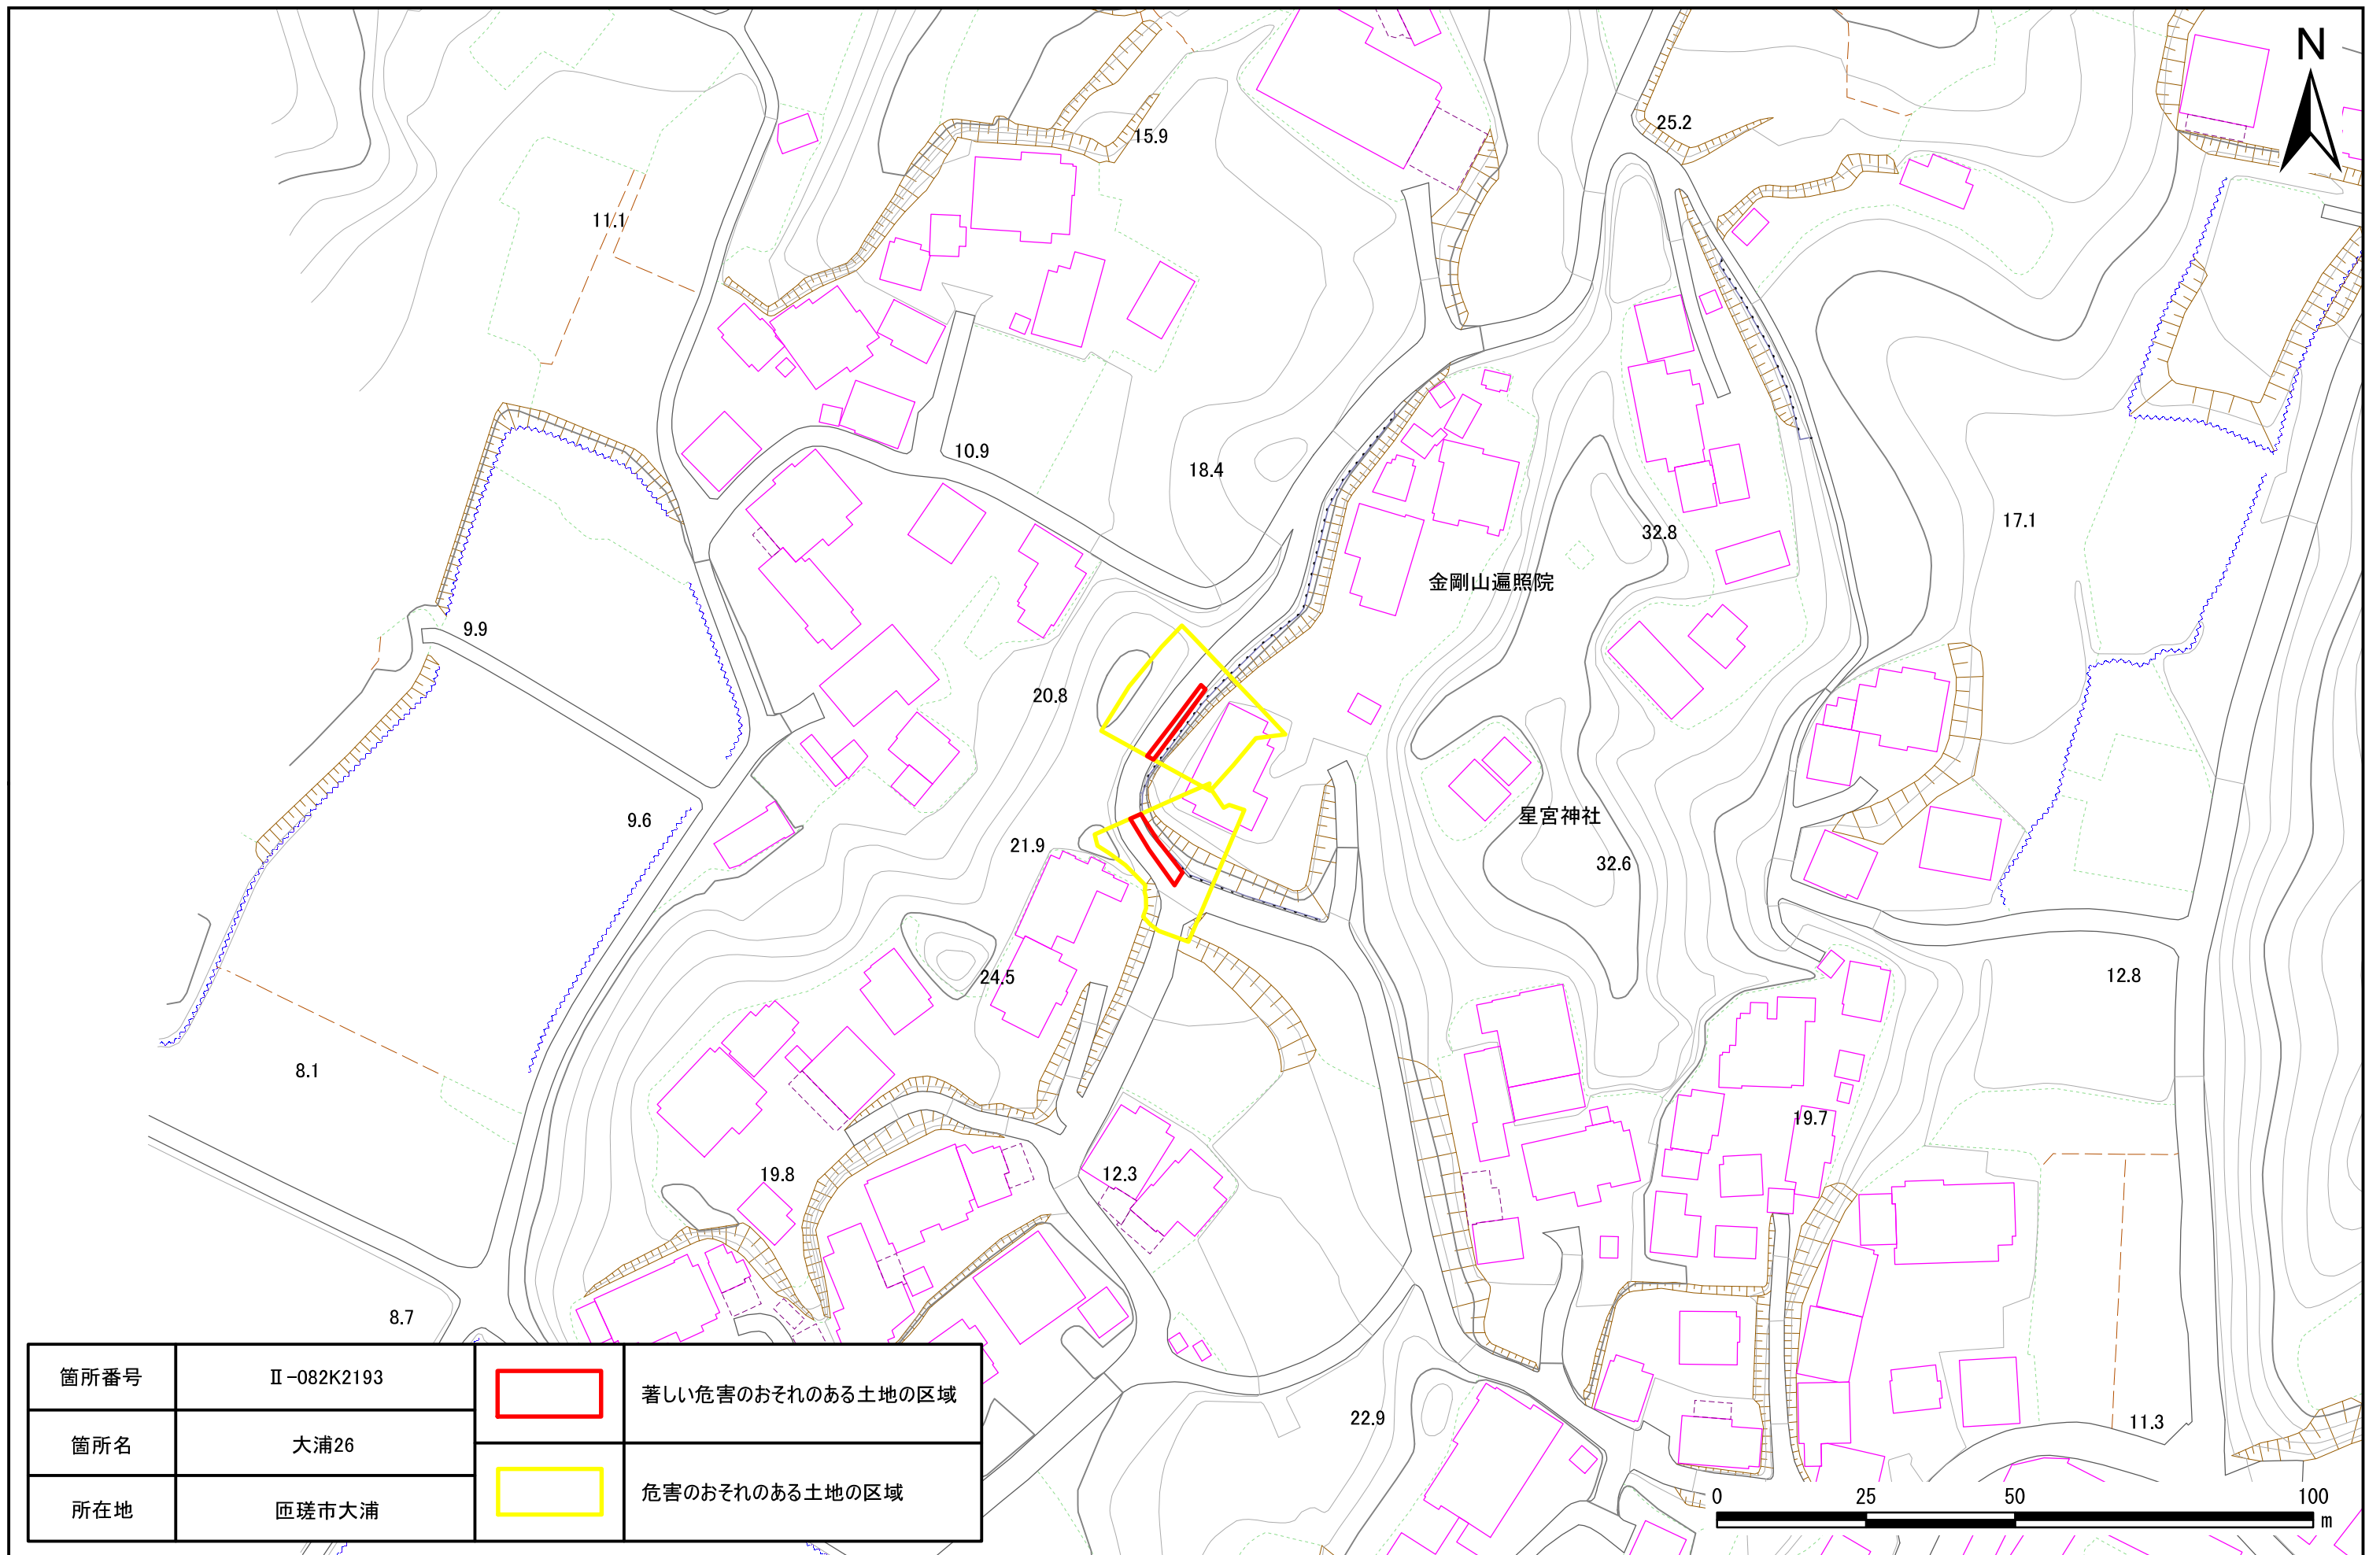 N
25.2
15.9
11.1
10.9
18.4
17.1
32.8
金剛山遍照院
9.9
20.8
9.6
星宮神社
21.9
32.6
24.5
12.8
8.1
19.7
19.8
12.3
8.7
22.9
11.3
箇所番号
Ⅱ-082K2193
著しい危害のおそれのある土地の区域
箇所名
大浦26
危害のおそれのある土地の区域
所在地
匝瑳市大浦
0 25 50 100
m